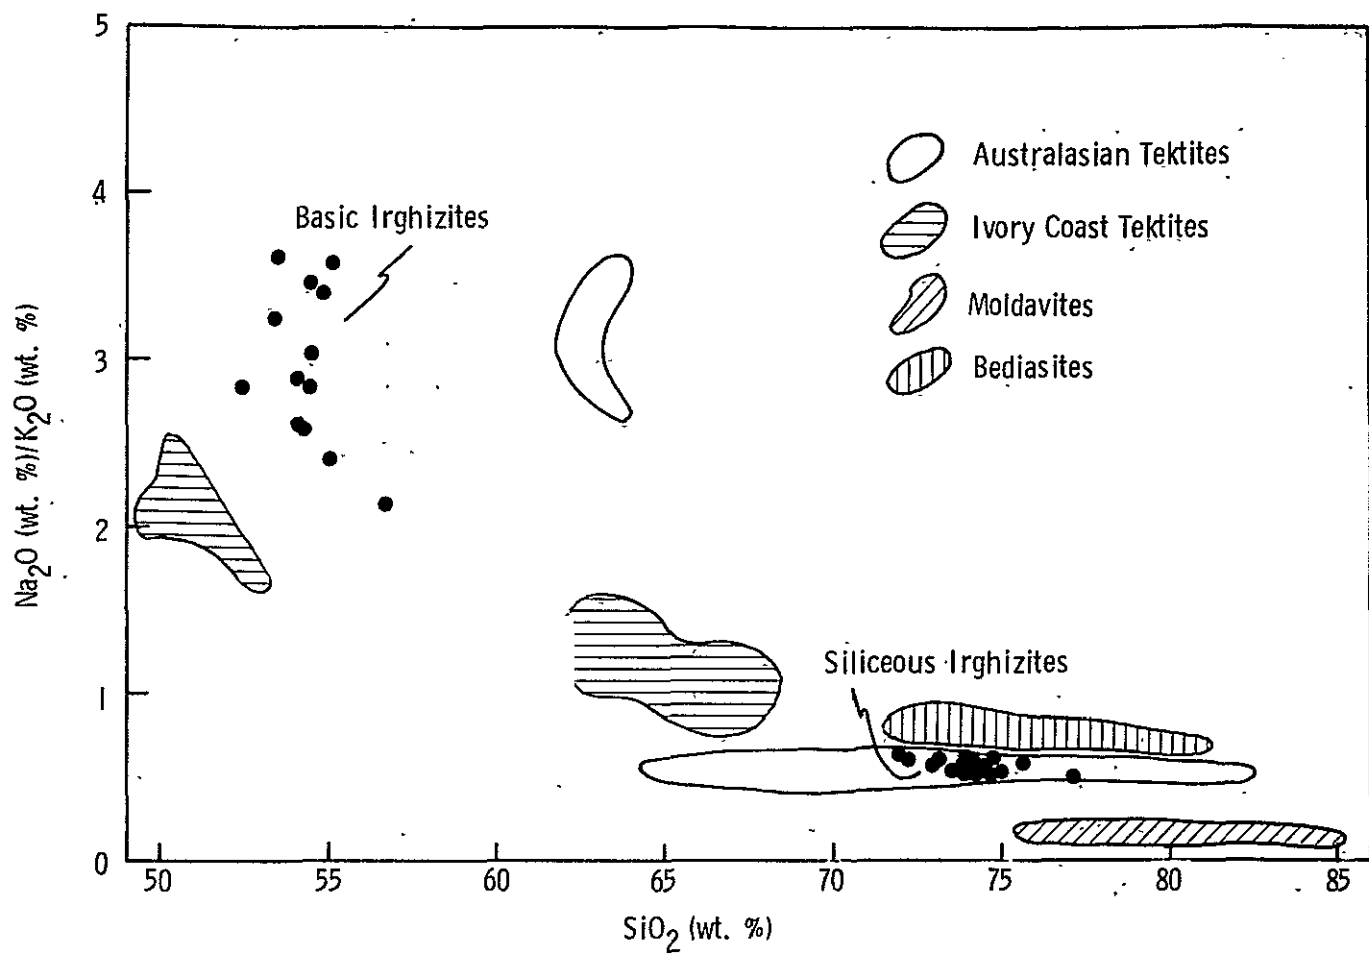 5
4
3
2
1
0
Na2O (wt. %)/K2O (wt. %)
Basic Irghizites
Australasian Tektites
Ivory Coast Tektites
Moldavites
Bediasites
Siliceous Irghizites
50 55 60 65 70 75 80 85
SiO2 (wt. %)